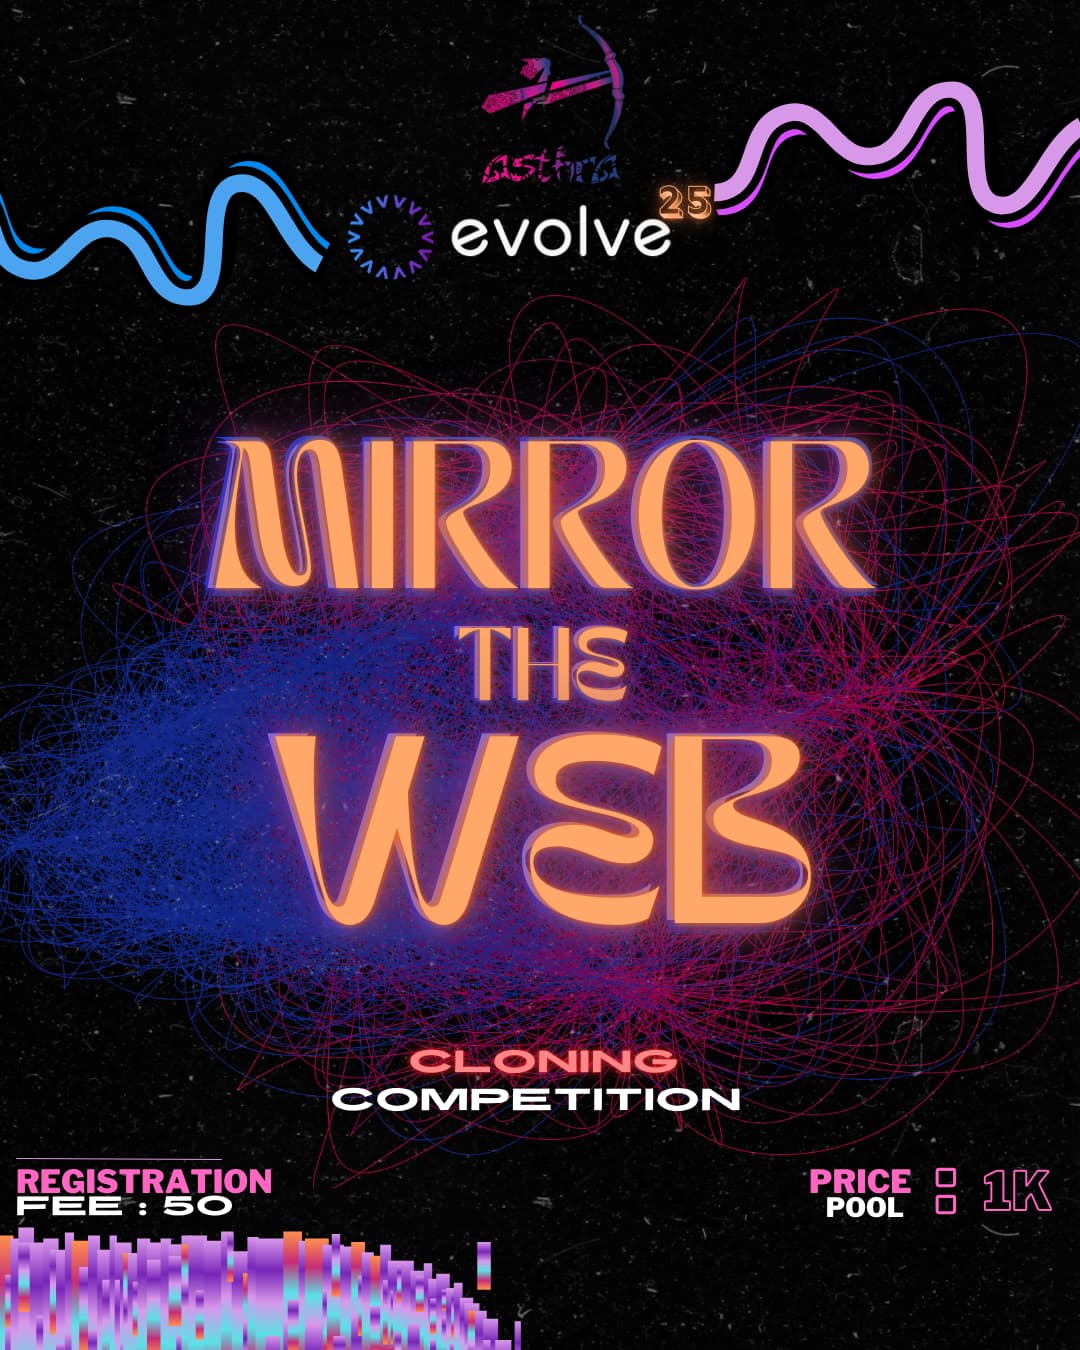 asthra
evolve 25
MIRROR
THE
WEB
CLONING
COMPETITION
REGISTRATION
FEE : 50
PRICE
POOL : 1K